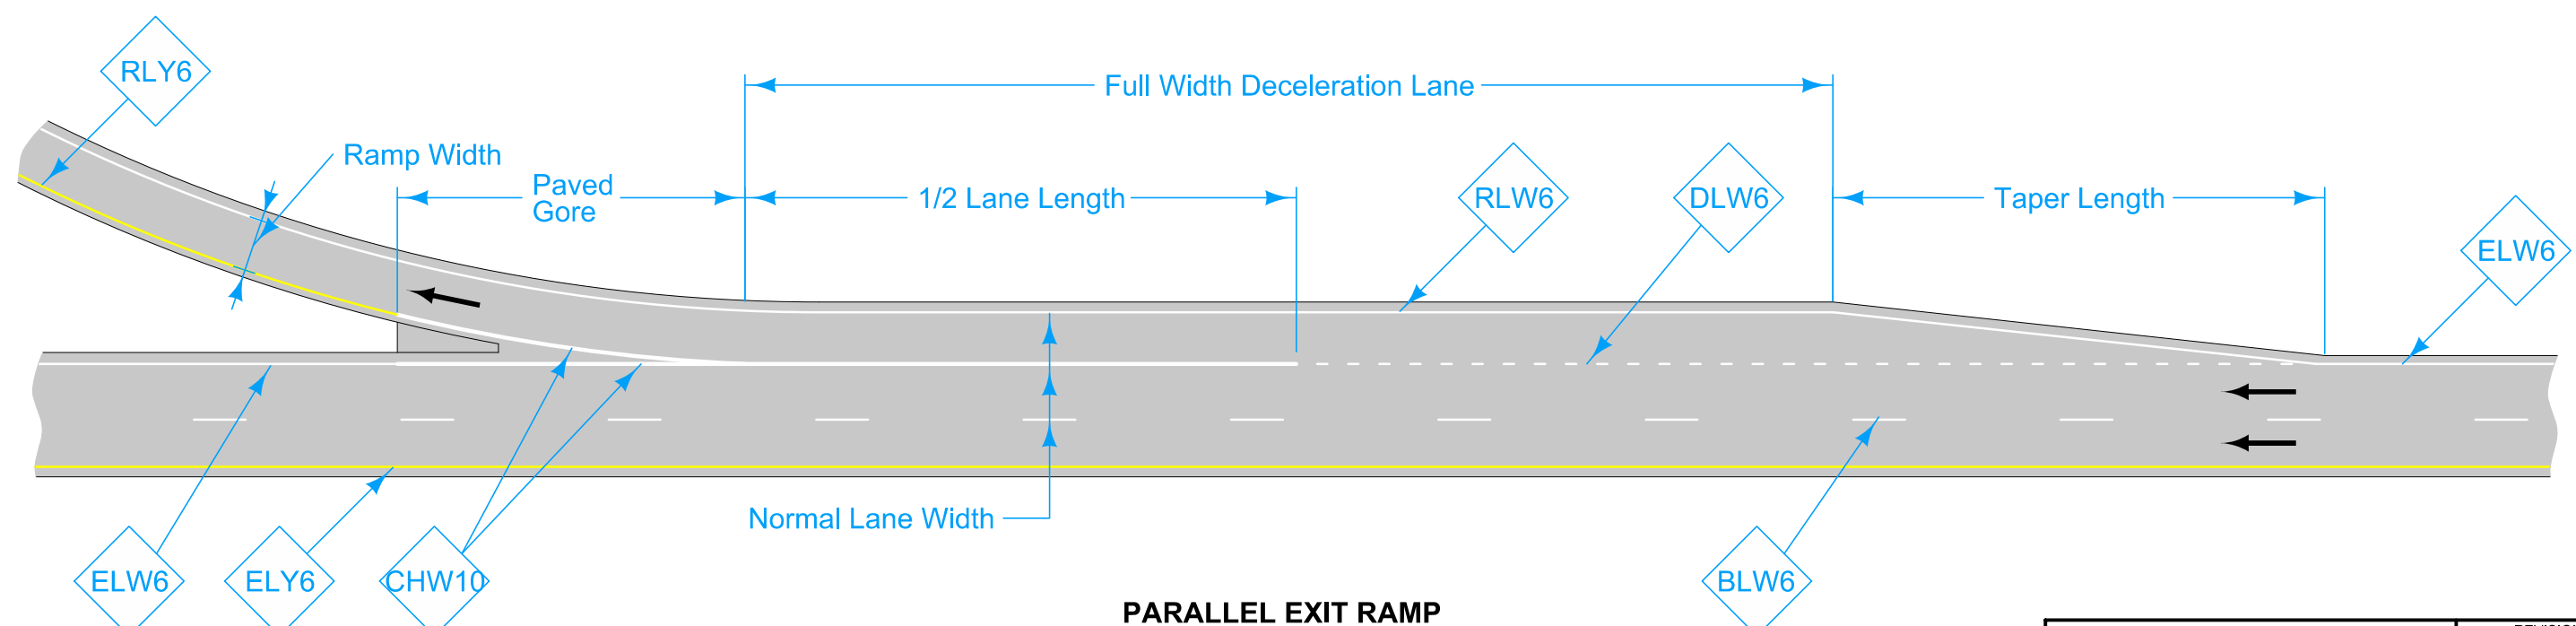 RLY6
Full Width Deceleration Lane
Ramp Width
Paved
Gore
1/2 Lane Length
RLW6
DLW6
Taper Length
ELW6
Normal Lane Width
ELW6
ELY6
CHW10
BLW6
PARALLEL EXIT RAMP